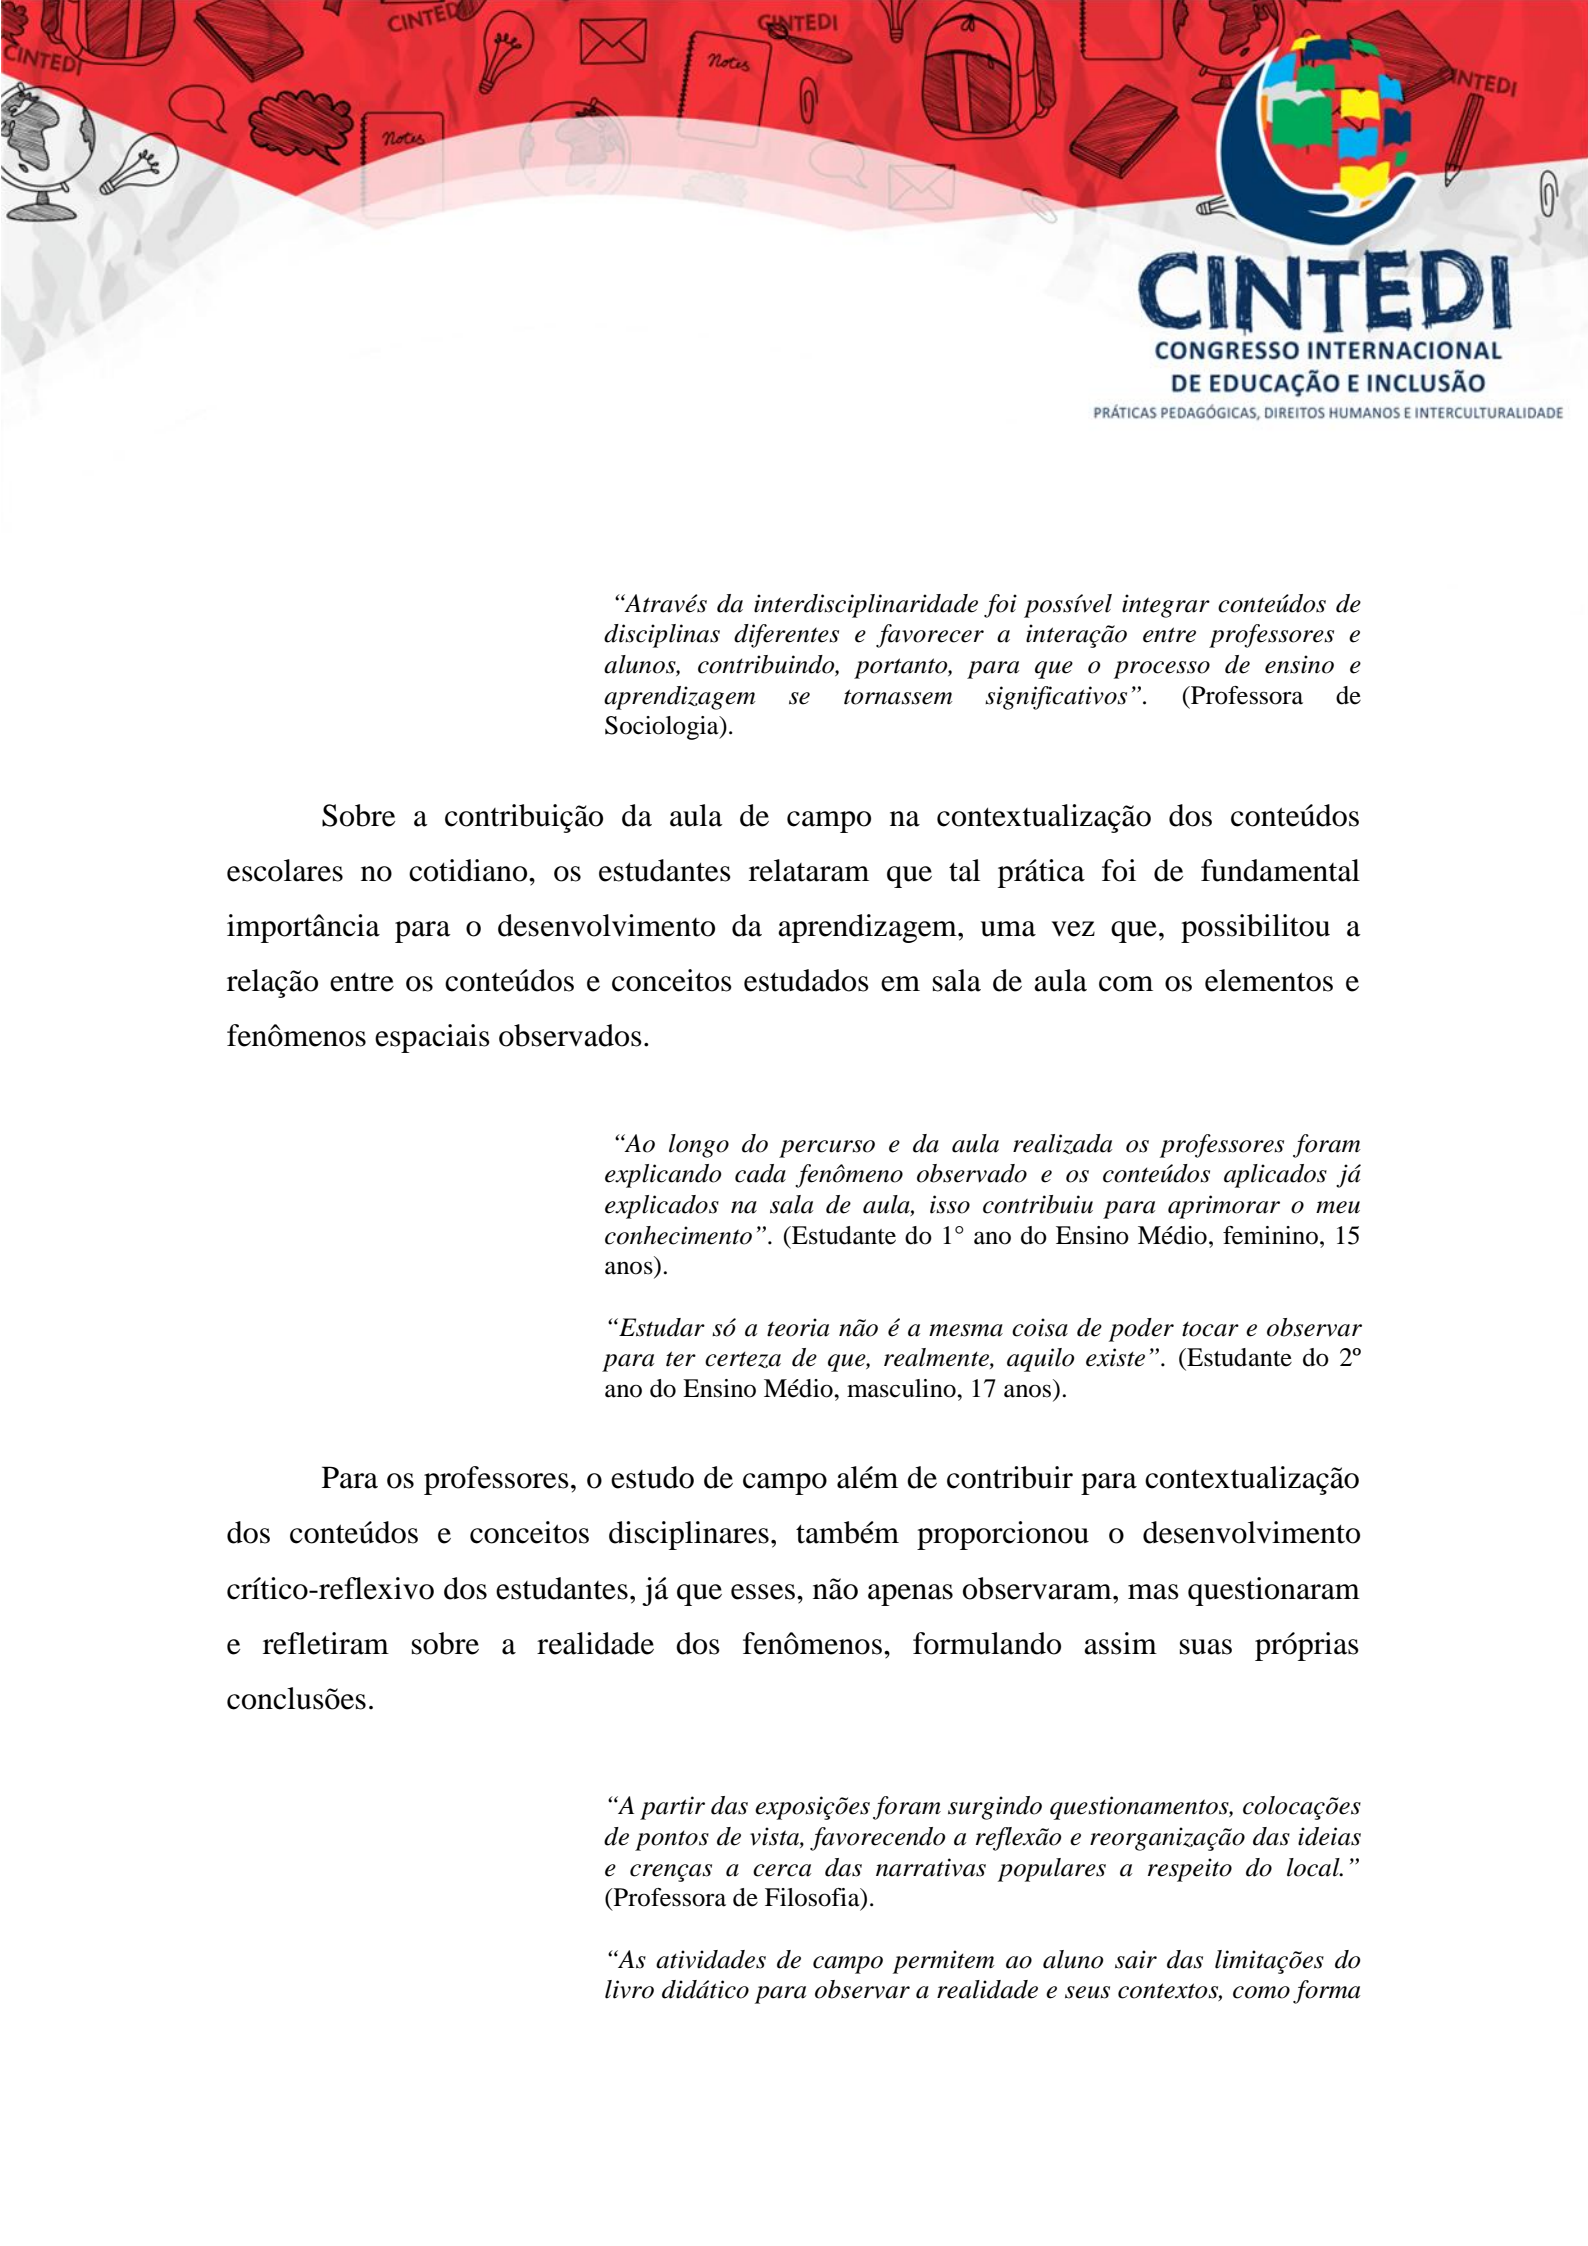 CINTEDI
CINTEDI
CINTEDI
Notes
Notes
CINTEDI
CINTEDI
CONGRESSO INTERNACIONAL
DE EDUCAÇÃO E INCLUSÃO
PRÁTICAS PEDAGÓGICAS, DIREITOS HUMANOS E INTERCULTURALIDADE
“Através da interdisciplinaridade foi possível integrar conteúdos de
disciplinas diferentes e favorecer a interação entre professores e
alunos, contribuindo, portanto, para que o processo de ensino e
aprendizagem se tornassem significativos”. (Professora de
Sociologia).
Sobre a contribuição da aula de campo na contextualização dos conteúdos
escolares no cotidiano, os estudantes relataram que tal prática foi de fundamental
importância para o desenvolvimento da aprendizagem, uma vez que, possibilitou a
relação entre os conteúdos e conceitos estudados em sala de aula com os elementos e
fenômenos espaciais observados.
“Ao longo do percurso e da aula realizada os professores foram
explicando cada fenômeno observado e os conteúdos aplicados já
explicados na sala de aula, isso contribuiu para aprimorar o meu
conhecimento”. (Estudante do 1° ano do Ensino Médio, feminino, 15
anos).
“Estudar só a teoria não é a mesma coisa de poder tocar e observar
para ter certeza de que, realmente, aquilo existe”. (Estudante do 2º
ano do Ensino Médio, masculino, 17 anos).
Para os professores, o estudo de campo além de contribuir para contextualização
dos conteúdos e conceitos disciplinares, também proporcionou o desenvolvimento
crítico-reflexivo dos estudantes, já que esses, não apenas observaram, mas questionaram
e refletiram sobre a realidade dos fenômenos, formulando assim suas próprias
conclusões.
“A partir das exposições foram surgindo questionamentos, colocações
de pontos de vista, favorecendo a reflexão e reorganização das ideias
e crenças a cerca das narrativas populares a respeito do local.”
(Professora de Filosofia).
“As atividades de campo permitem ao aluno sair das limitações do
livro didático para observar a realidade e seus contextos, como forma